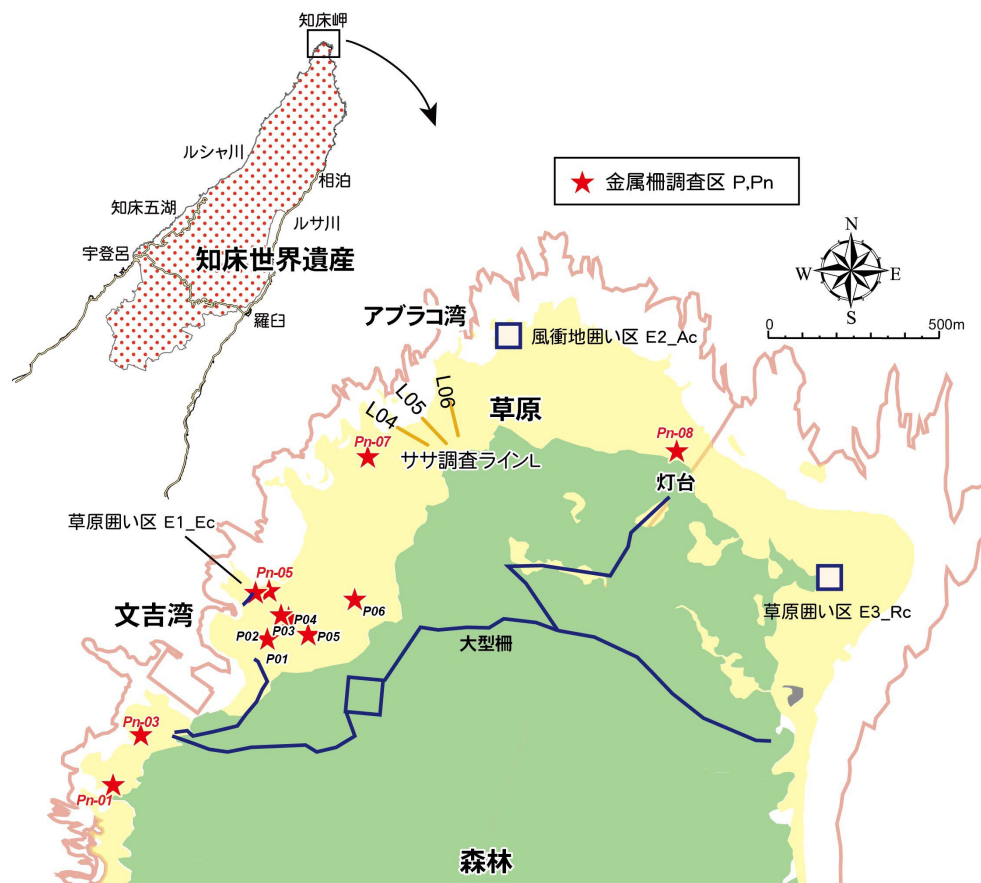 知床岬
ルシャ川
相泊
知床五湖
ルサ川
宇登呂
知床世界遺産
羅臼
金属柵調査区 P,Pn
N
W
E
S
0
500m
アブラコ湾
風衝地囲い区 E2_Ac
L04
L05
L06
草原
Pn-07
ササ調査ラインL
Pn-08
灯台
草原囲い区 E1_Ec
Pn-05
文吉湾
P06
P04
P03
P02
P05
P01
草原囲い区 E3_Rc
大型柵
Pn-03
Pn-01
森林